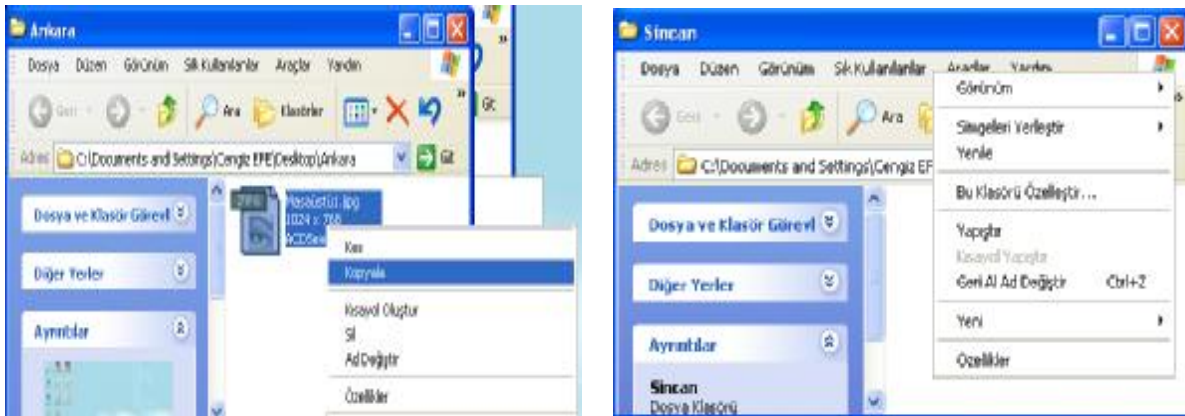 Ankara
Dosya Düzen Görünüm Sık Kullanılanlar Araçlar Yardım
Geri Ara Klasörler
Adres C:\Documents and Settings\Cengiz EFE\Desktop\Ankara Git
Git
Dosya ve Klasör Görevl
Diğer Yerler
Ayrıntılar
Masaüstü.jpg
1024 x 768
ACDSee
Kes
Kopyala
Kısayol Oluştur
Sil
Ad Değiştir
Özellikler
Sincan
Dosya Düzen Görünüm Sık Kullanılanlar Araçlar Yardım
Geri Ara
Adres C:\Documents and Settings\Cengiz EF
Dosya ve Klasör Görevl
Diğer Yerler
Ayrıntılar
Sincan
Dosya Klasörü
Görünüm
Simgeleri Yerleştir
Yenile
Bu Klasörü Özelleştir...
Yapıştır
Kısayol Yapıştır
Geri Al Ad Değiştir Ctrl+Z
Yeni
Özellikler